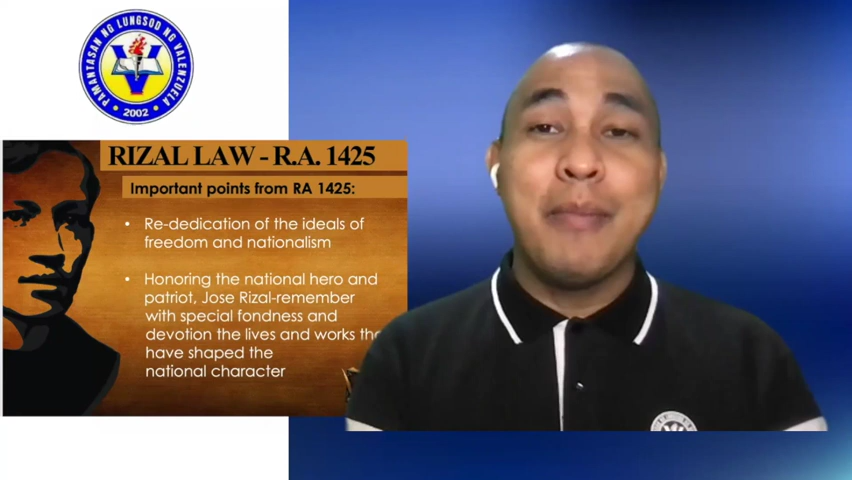 PAMANTASAN NG LUNGSOD NG VALENZUELA
V
2002
RIZAL LAW - R.A. 1425
Important points from RA 1425:
• Re-dedication of the ideals of
freedom and nationalism
• Honoring the national hero and
patriot, Jose Rizal-remember
with special fondness and
devotion the lives and works
have shaped the
national character